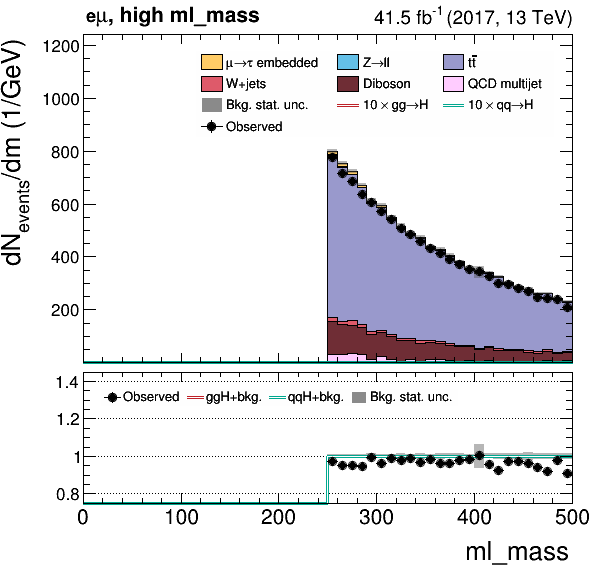 eμ, high ml_mass 41.5 fb⁻¹ (2017, 13 TeV)
dN_events/dm (1/GeV)
μ→τ embedded Z→ll tt̅
W+jets Diboson QCD multijet
Bkg. stat. unc. 10 × gg→H 10 × qq→H
Observed
1200
1000
800
600
400
200
Observed ggH+bkg. qqH+bkg. Bkg. stat. unc.
1.4
1.2
1
0.8
0 100 200 300 400 500
ml_mass